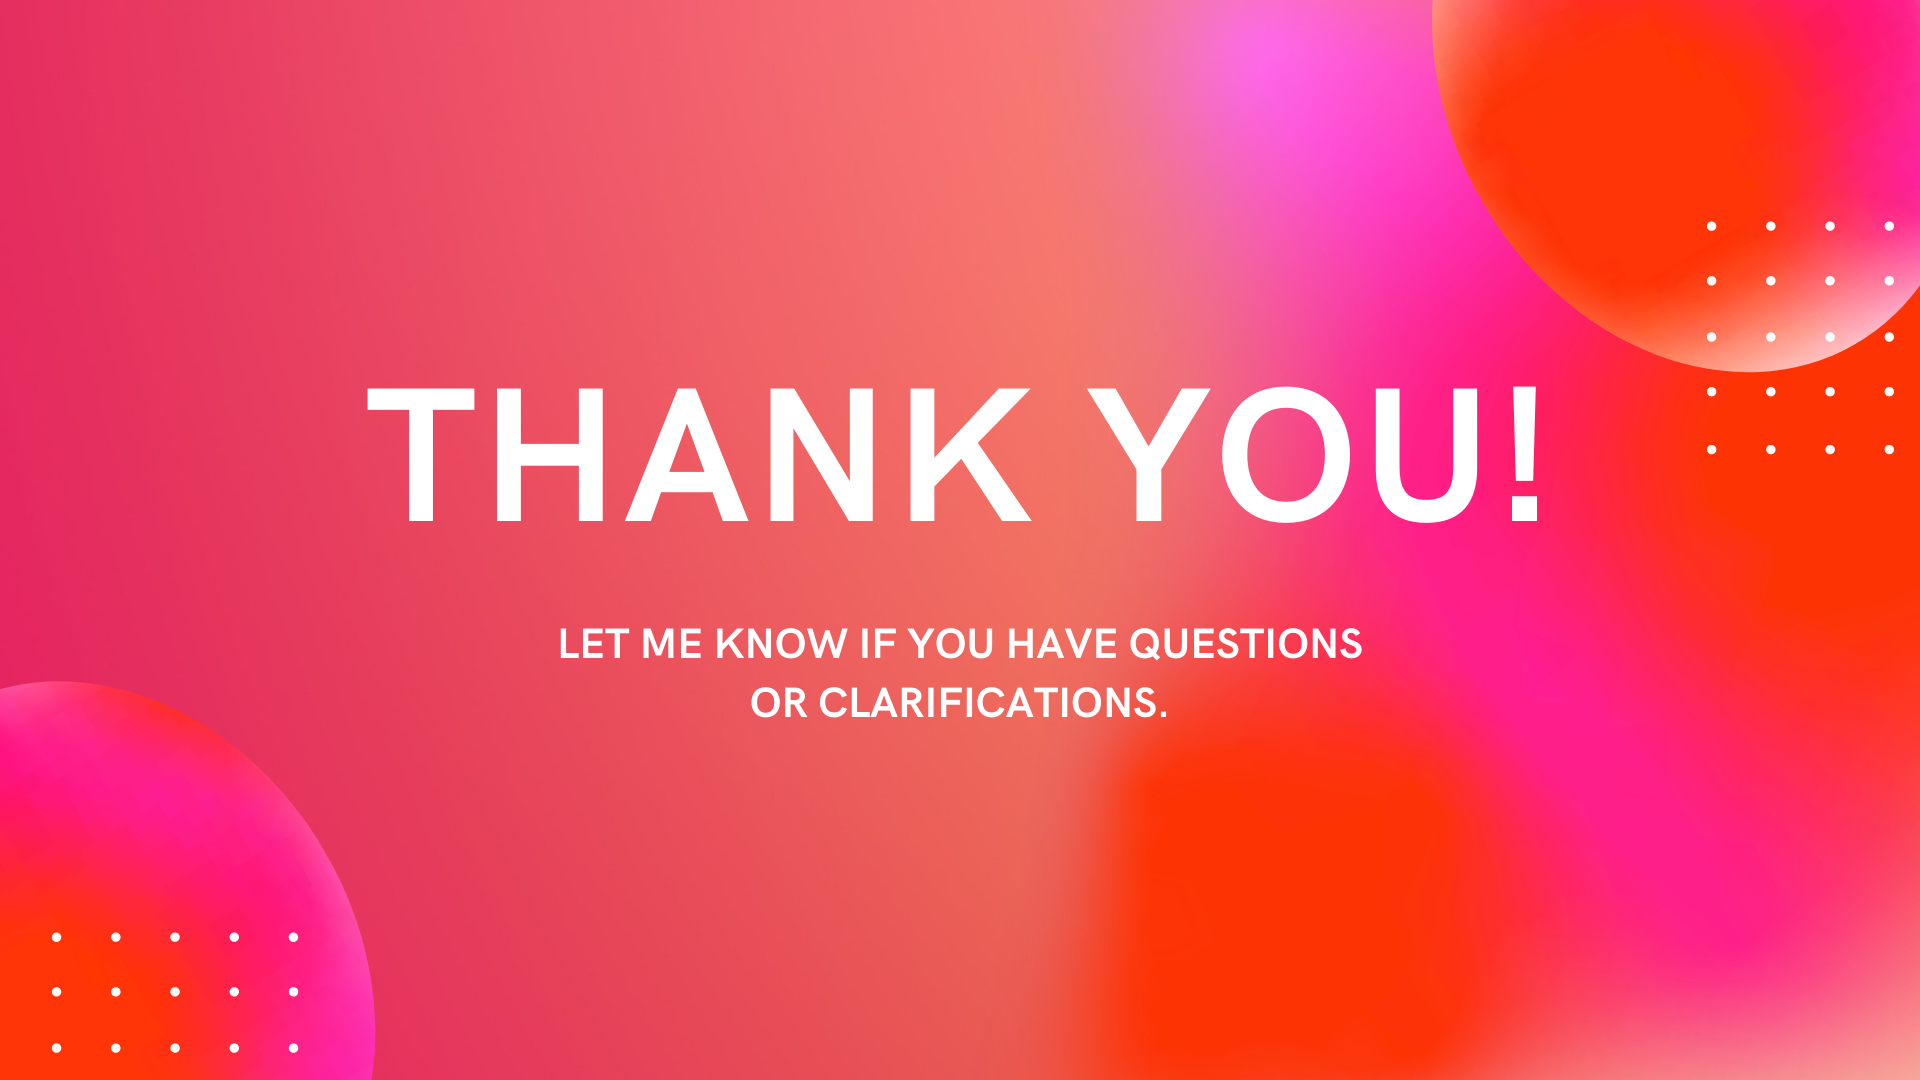 THANK YOU!
LET ME KNOW IF YOU HAVE QUESTIONS
OR CLARIFICATIONS.